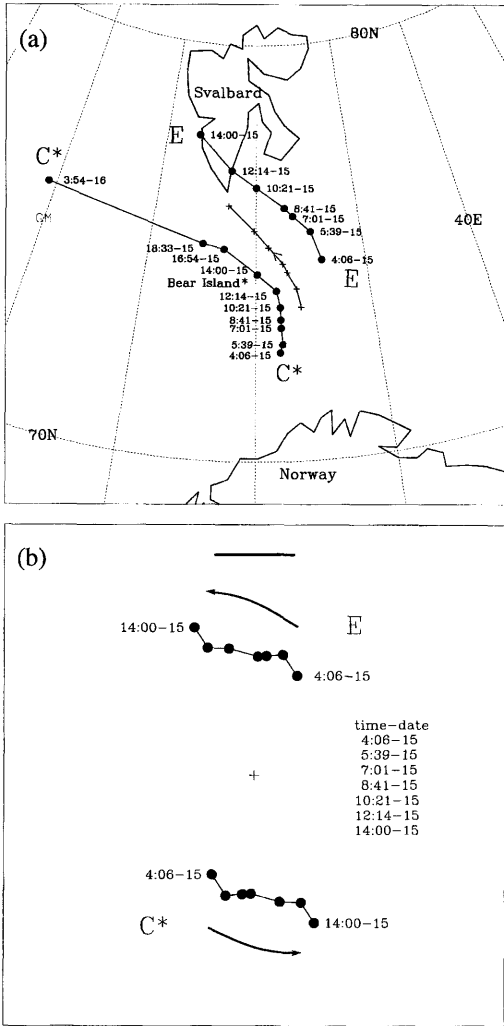 (a)
80N
Svalbard
E
14:00-15
12:14-15
C*
3:54-16
10:21-15
8:41-15
7:01-15
5:39-15
GM
40E
4:06-15
E
18:33-15
16:54-15
14:00-15
Bear Island*
12:14-15
10:21-15
8:41-15
7:01-15
5:39-15
4:06-15
C*
70N
Norway
(b)
14:00-15
E
4:06-15
time-date
4:06-15
5:39-15
7:01-15
8:41-15
10:21-15
12:14-15
14:00-15
4:06-15
C*
14:00-15